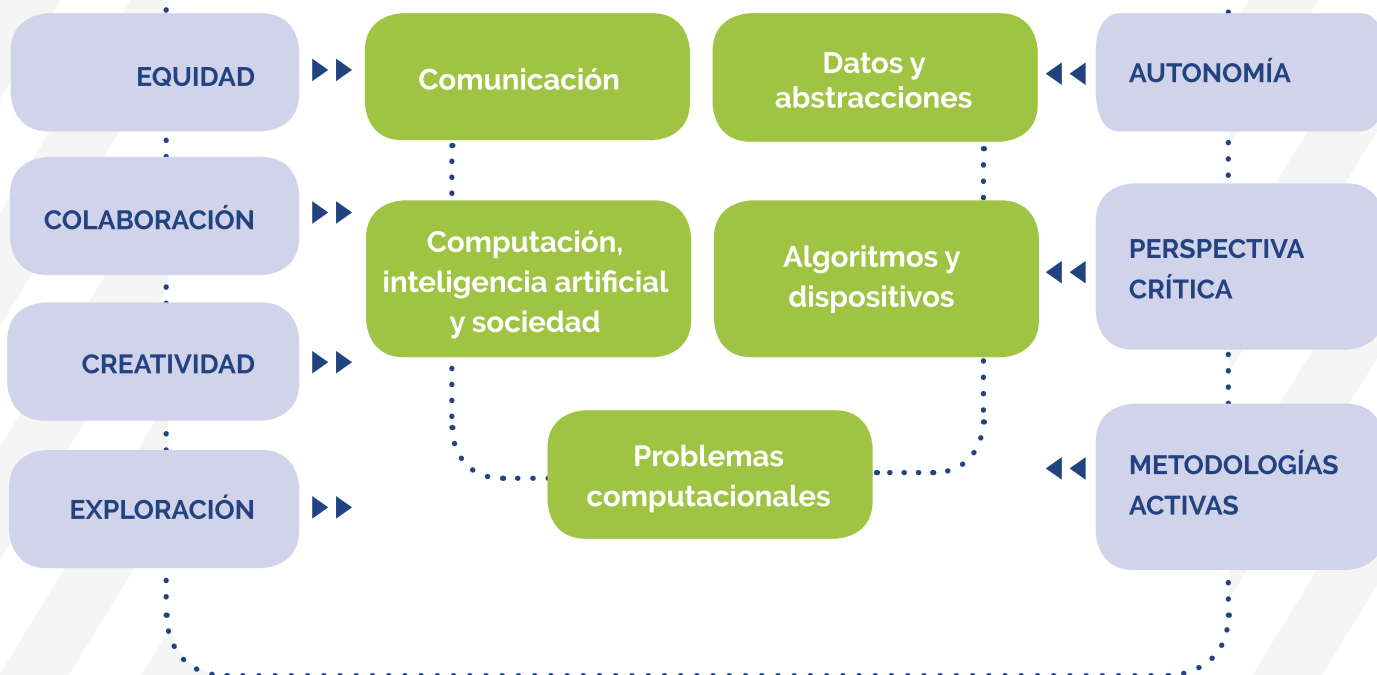 EQUIDAD
COLABORACIÓN
CREATIVIDAD
EXPLORACIÓN
Comunicación
Datos y
abstracciones
Computación,
inteligencia artificial
y sociedad
Algoritmos y
dispositivos
Problemas
computacionales
AUTONOMÍA
PERSPECTIVA
CRÍTICA
METODOLOGÍAS
ACTIVAS